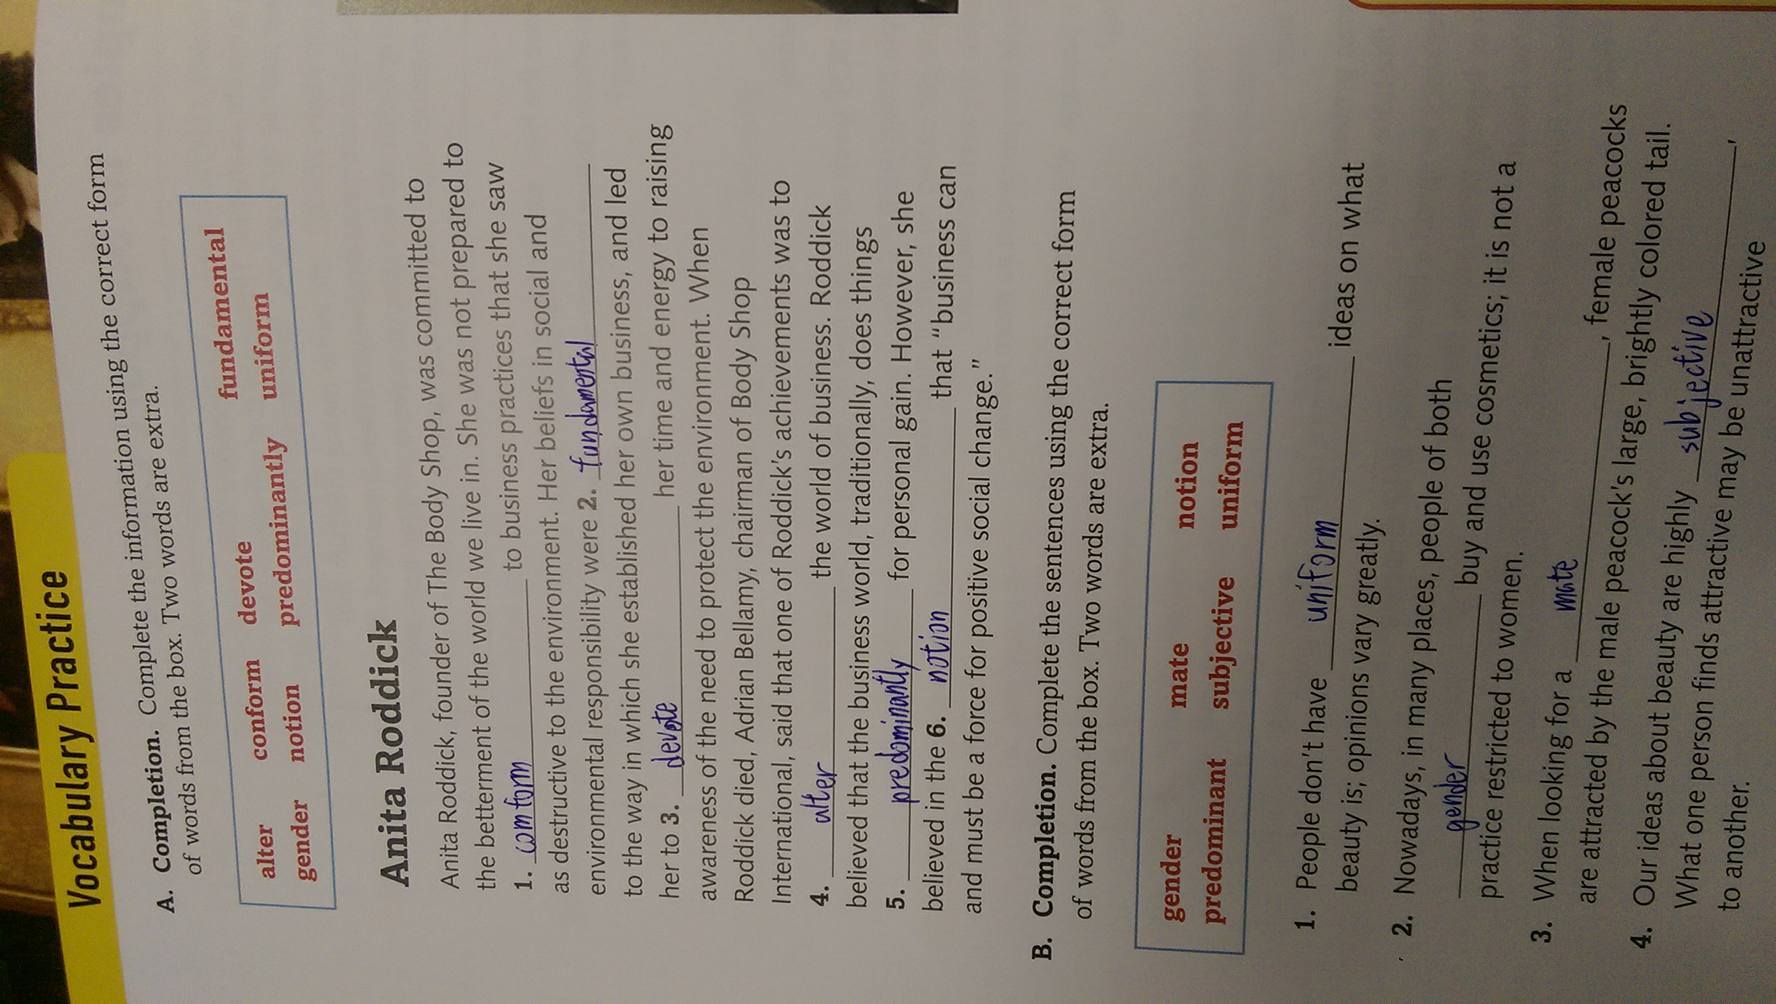 Vocabulary Practice
A. Completion. Complete the information using the correct form
of words from the box. Two words are extra.
alter conform devote fundamental
gender notion predominantly uniform
Anita Roddick
Anita Roddick, founder of The Body Shop, was committed to
the betterment of the world we live in. She was not prepared to
1. comform to business practices that she saw
as destructive to the environment. Her beliefs in social and
environmental responsibility were 2. fundamental
to the way in which she established her own business, and led
her to 3. devote her time and energy to raising
awareness of the need to protect the environment. When
Roddick died, Adrian Bellamy, chairman of Body Shop
International, said that one of Roddick's achievements was to
4. alter the world of business. Roddick
believed that the business world, traditionally, does things
5. predominantly for personal gain. However, she
believed in the 6. notion that "business can
and must be a force for positive social change."
B. Completion. Complete the sentences using the correct form
of words from the box. Two words are extra.
gender mate notion
predominant subjective uniform
1. People don't have uniform ideas on what
beauty is; opinions vary greatly.
2. Nowadays, in many places, people of both
gender buy and use cosmetics; it is not a
practice restricted to women.
3. When looking for a mate, female peacocks
are attracted by the male peacock's large, brightly colored tail.
4. Our ideas about beauty are highly subjective,
What one person finds attractive may be unattractive
to another.